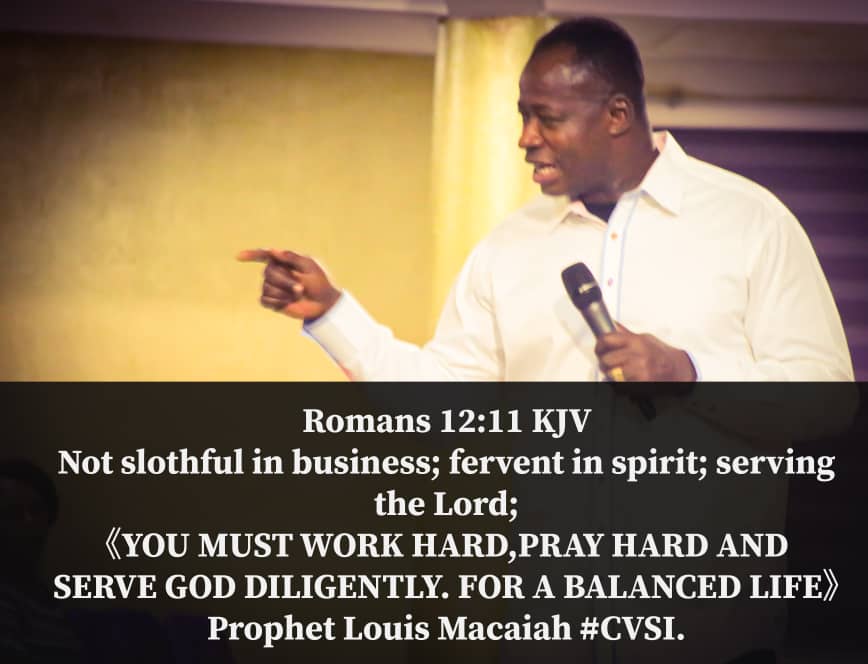 Romans 12:11 KJV
Not slothful in business; fervent in spirit; serving
the Lord;
《YOU MUST WORK HARD,PRAY HARD AND
SERVE GOD DILIGENTLY. FOR A BALANCED LIFE》
Prophet Louis Macaiah #CVSI.